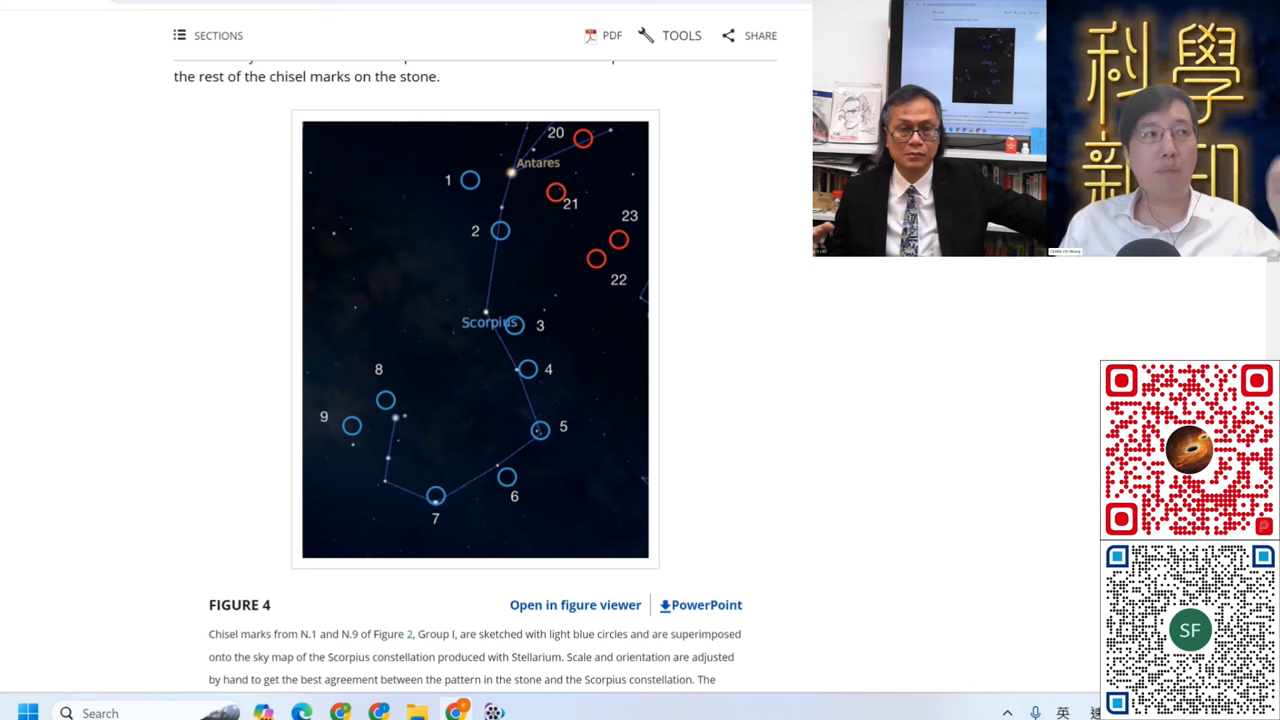 SECTIONS
PDF
TOOLS
SHARE
the rest of the chisel marks on the stone.
20
Antares
1
21
2
23
22
Scorpius
3
4
8
9
5
6
7
FIGURE 4
Open in figure viewer
PowerPoint
Chisel marks from N.1 and N.9 of Figure 2, Group I, are sketched with light blue circles and are superimposed
onto the sky map of the Scorpius constellation produced with Stellarium. Scale and orientation are adjusted
by hand to get the best agreement between the pattern in the stone and the Scorpius constellation. The
科學
新知
SF
Search
英